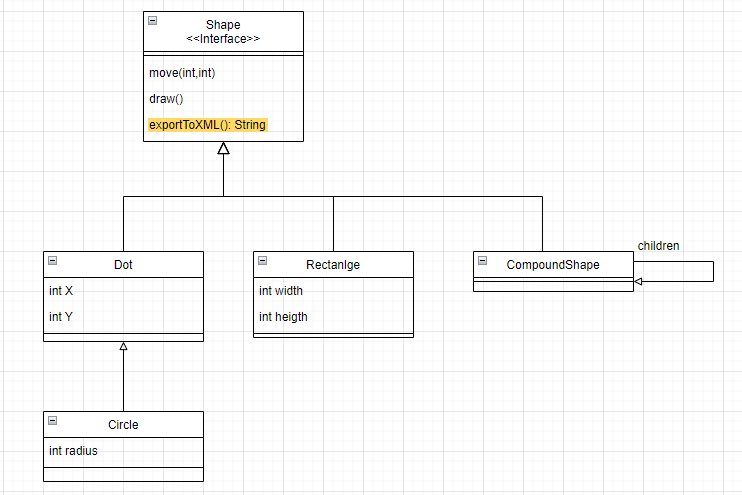 Shape
<<Interface>>
move(int,int)
draw()
exportToXML(): String
children
Dot
int X
int Y
Rectanlge
int width
int heigth
CompoundShape
Circle
int radius